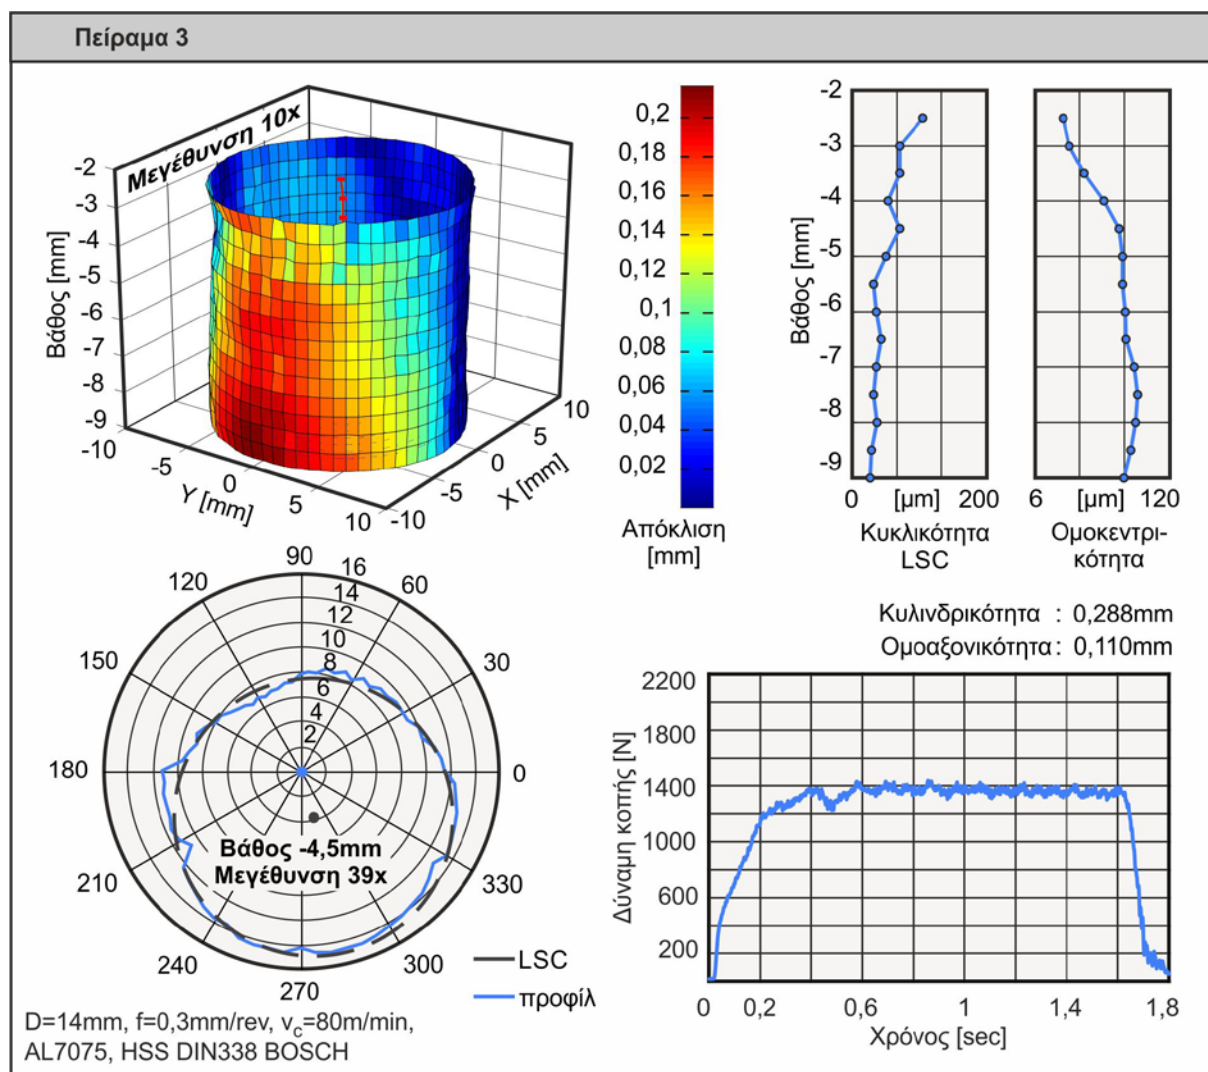 Πείραμα 3
Μεγέθυνση 10x
-2
-3
-4
-5
-6
-7
-8
-9
Βάθος [mm]
-10
-5
0
5
10
Y [mm]
-10
-5
0
5
10
X [mm]
0,2
0,18
0,16
0,14
0,12
0,1
0,08
0,06
0,04
0,02
Απόκλιση
[mm]
-2
-3
-4
-5
-6
-7
-8
-9
Βάθος [mm]
0 [μm] 200
Κυκλικότητα
LSC
6 [μm] 120
Ομοκεντρι-
κότητα
Κυλινδρικότητα : 0,288mm
Ομοαξονικότητα : 0,110mm
90
60
30
0
330
300
270
240
210
180
150
120
16
14
12
10
8
6
4
2
Βάθος -4,5mm
Μεγέθυνση 39x
LSC
προφίλ
D=14mm, f=0,3mm/rev, vc=80m/min,
AL7075, HSS DIN338 BOSCH
2200
1800
1400
1000
600
200
Δύναμη κοπής [N]
0 0,2 0,6 1 1,4 1,8
Χρόνος [sec]